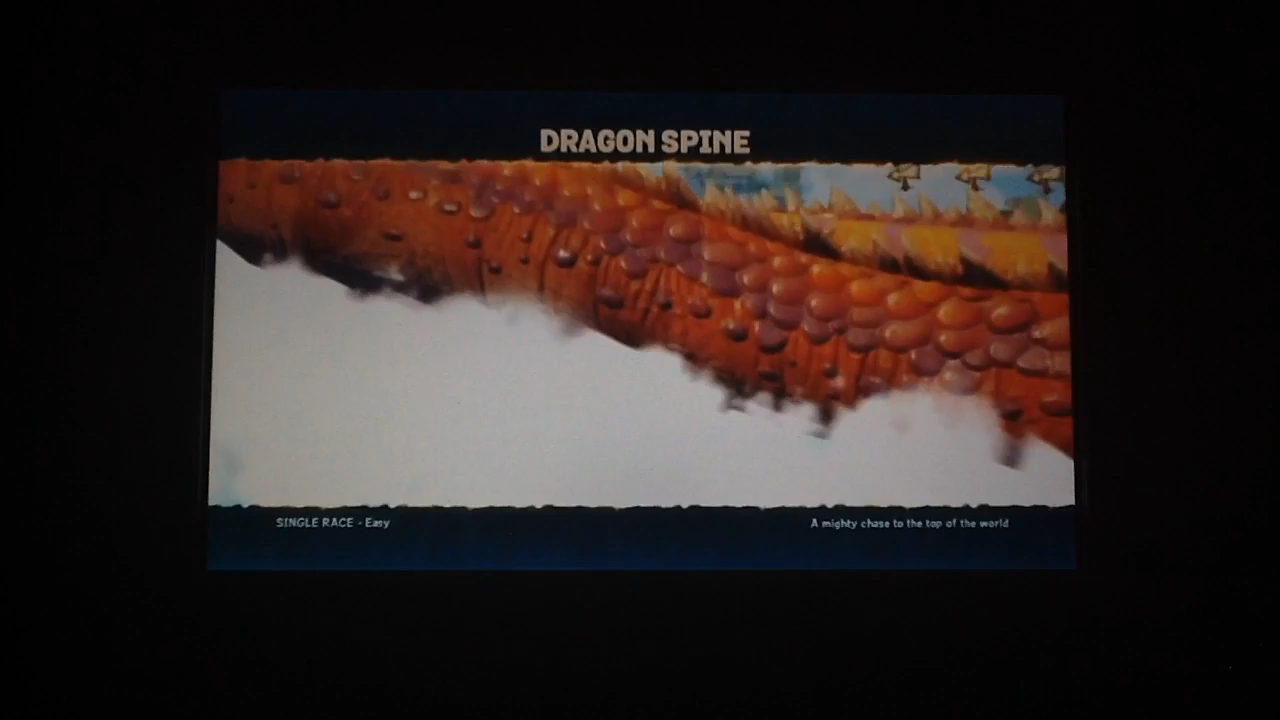 DRAGON SPINE
SINGLE RACE - Easy
A mighty chase to the top of the world